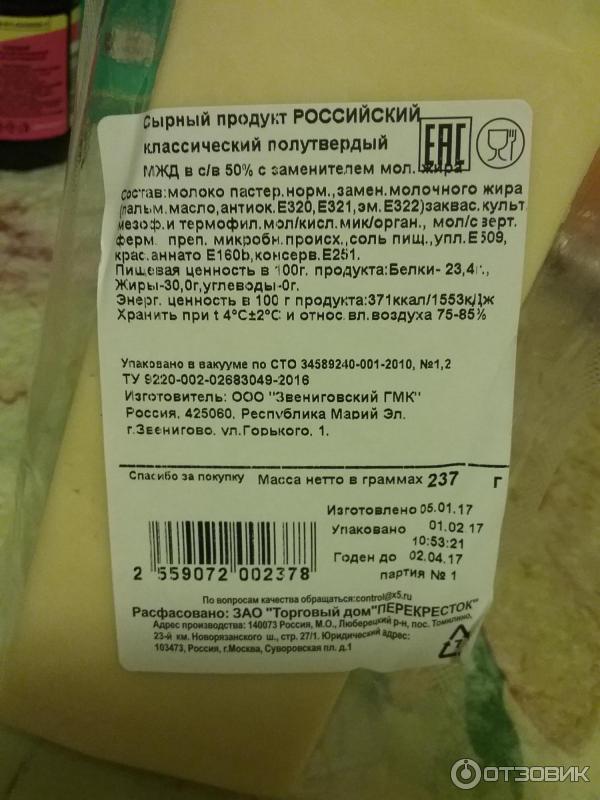 Сырный продукт РОССИЙСКИЙ
классический полутвердый
МЖД в с/в 50% с заменителем мол. жира
EAC
Состав:молоко пастер.норм.,замен.молочного жира
(пальм.масло,антиок.Е320,Е321,эм.Е322)заквас.культ.
мезоф.и термофил.мол/кисл.мик/орган., мол/сверт.
ферм. преп. микробн.происх.,соль пищ.,упл.Е509,
крас.аннато Е160b,консерв.Е251.
Пищевая ценность в 100г. продукта:Белки- 23,4г.,
Жиры-30,0г,углеводы-0г.
Энерг. ценность в 100 г продукта:371ккал/1553кДж
Хранить при t 4°С±2°С и относ.вл.воздуха 75-85%
Упаковано в вакууме по СТО 34589240-001-2010, №1,2
ТУ 9220-002-02683049-2016
Изготовитель: ООО "Звениговский ГМК"
Россия, 425060, Республика Марий Эл.
г.Звенигово, ул.Горького, 1.
Спасибо за покупку Масса нетто в граммах 237 г
Изготовлено 05.01.17
Упаковано 01.02 17
10:53:21
Годен до 02.04.17
партия № 1
2 559072 002378
По вопросам качества обращаться:control@x5.ru
Расфасовано: ЗАО "Торговый дом"ПЕРЕКРЕСТОК"
Адрес производства: 140073 Россия, М.О., Люберецкий р-н, пос. Томилино,
23-й км. Новорязанского ш., стр. 27/1. Юридический адрес:
103473, Россия, г.Москва, Суворовская пл. д.1
ОТЗОВИК